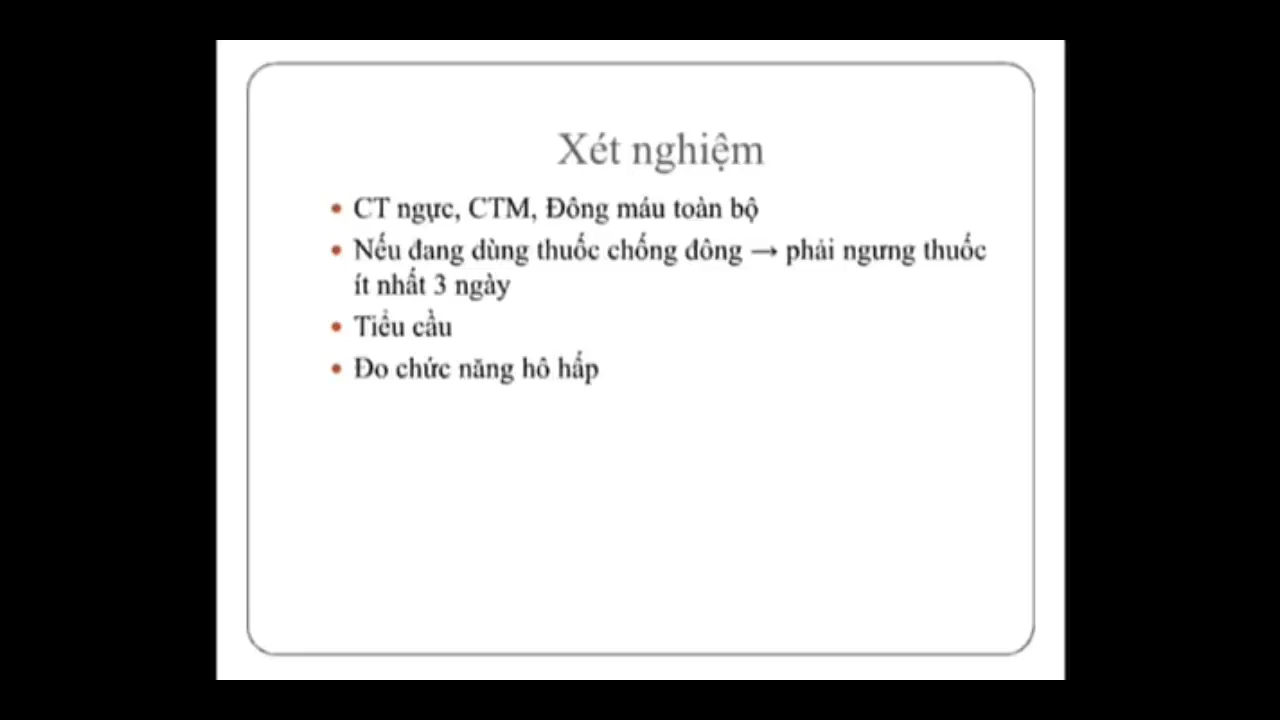 Xét nghiệm
• CT ngực, CTM, Đông máu toàn bộ
• Nếu đang dùng thuốc chống đông → phải ngưng thuốc
ít nhất 3 ngày
• Tiểu cầu
• Đo chức năng hô hấp